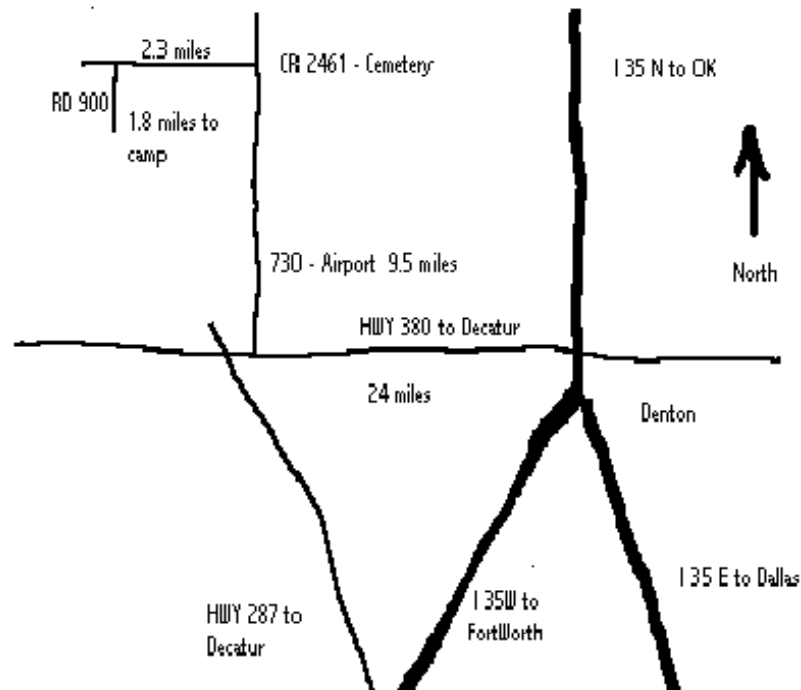 2.3 miles
CR 2461 - Cemetery
I 35 N to OK
RD 900
1.8 miles to
camp
730 - Airport 9.5 miles
North
HWY 380 to Decatur
24 miles
Denton
I 35 E to Dallas
I 35W to
FortWorth
HWY 287 to
Decatur